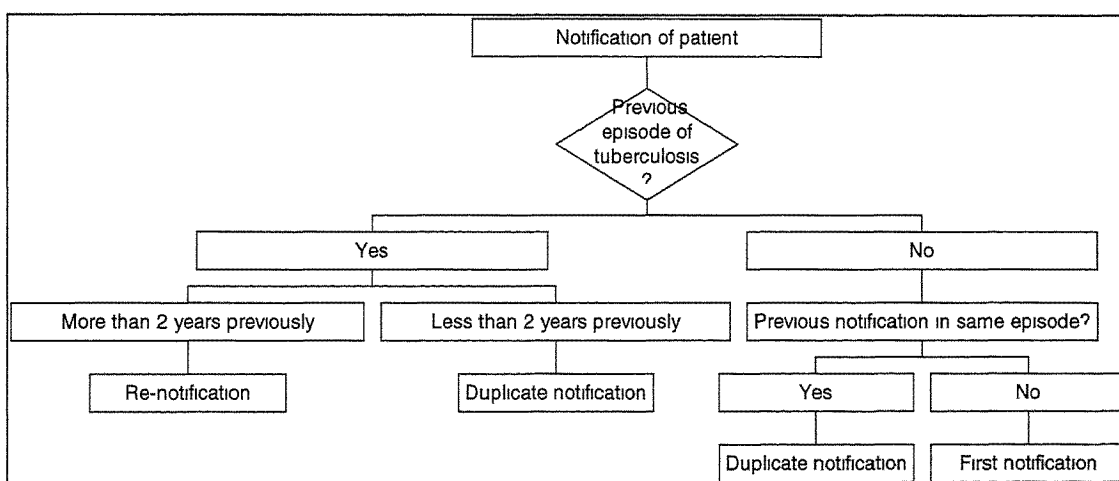 Notification of patient
Previous
episode of
tuberculosis
?
Yes
No
More than 2 years previously
Less than 2 years previously
Previous notification in same episode?
Re-notification
Duplicate notification
Yes
No
Duplicate notification
First notification